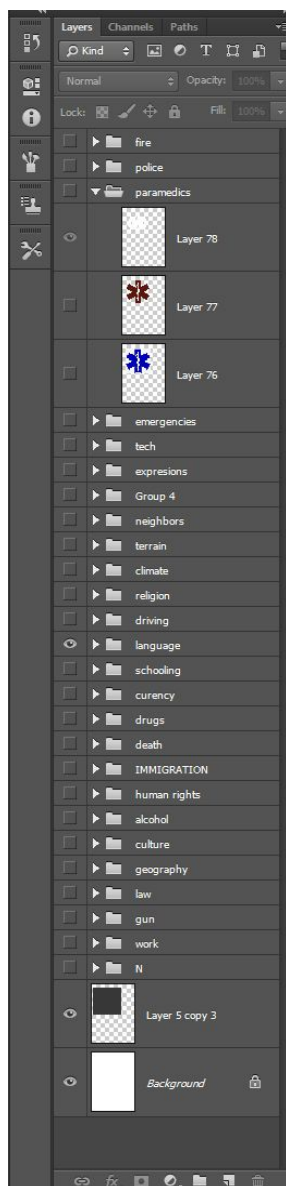 Layers Channels Paths
Kind T
Normal Opacity: 100%
Lock: Fill: 100%
fire
police
paramedics
Layer 78
Layer 77
Layer 76
emergencies
tech
expresions
Group 4
neighbors
terrain
climate
religion
driving
language
schooling
curency
drugs
death
IMMIGRATION
human rights
alcohol
culture
geography
law
gun
work
N
Layer 5 copy 3
Background
fx